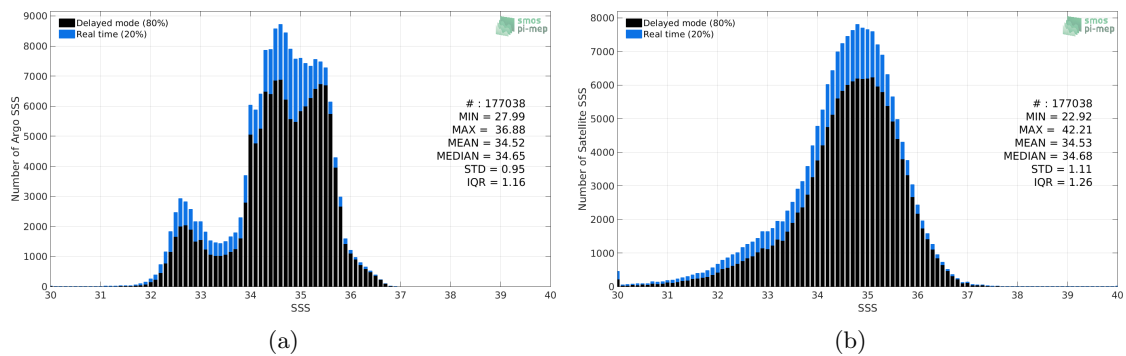 Delayed mode (80%)
Real time (20%)
smos
pi-mep
Number of Argo SSS
9000
8000
7000
6000
5000
4000
3000
2000
1000
0
# : 177038
MIN = 27.99
MAX = 36.88
MEAN = 34.52
MEDIAN = 34.65
STD = 0.95
IQR = 1.16
30 31 32 33 34 35 36 37 38 39 40
SSS
(a)
Delayed mode (80%)
Real time (20%)
smos
pi-mep
Number of Satellite SSS
8000
7000
6000
5000
4000
3000
2000
1000
0
# : 177038
MIN = 22.92
MAX = 42.21
MEAN = 34.53
MEDIAN = 34.68
STD = 1.11
IQR = 1.26
30 31 32 33 34 35 36 37 38 39 40
SSS
(b)